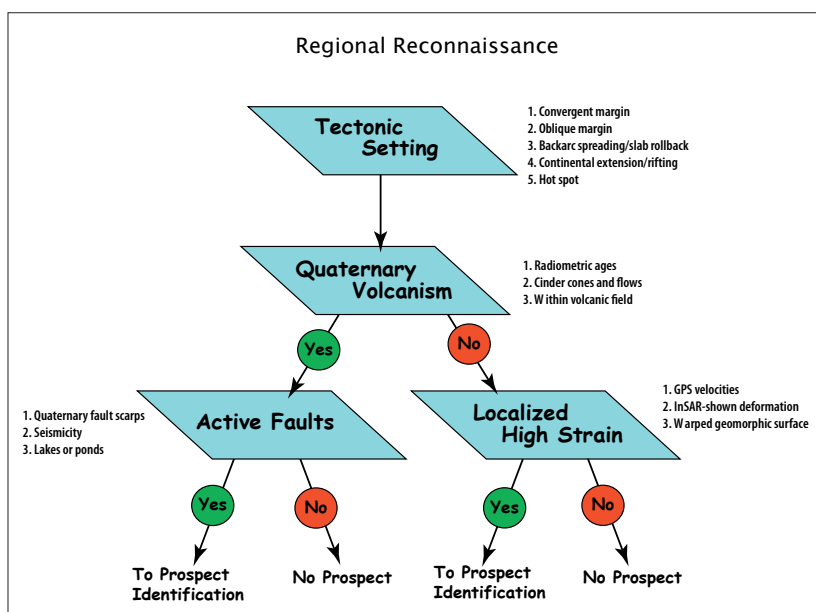 Regional Reconnaissance
Tectonic
Setting
1. Convergent margin
2. Oblique margin
3. Backarc spreading/slab rollback
4. Continental extension/rifting
5. Hot spot
Quaternary
Volcanism
1. Radiometric ages
2. Cinder cones and flows
3. W ithin volcanic field
Yes
No
1. Quaternary fault scarps
2. Seismicity
3. Lakes or ponds
Active Faults
Localized
High Strain
1. GPS velocities
2. InSAR-shown deformation
3. W arped geomorphic surface
Yes
No
Yes
No
To Prospect
Identification
No Prospect
To Prospect
Identification
No Prospect